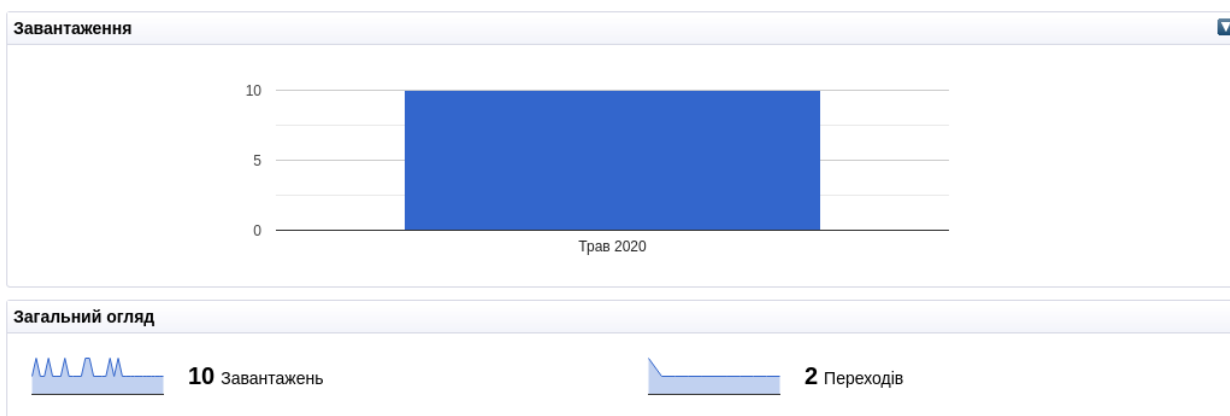 Завантаження
10
5
0
Трав 2020
Загальний огляд
10 Завантажень
2 Переходів